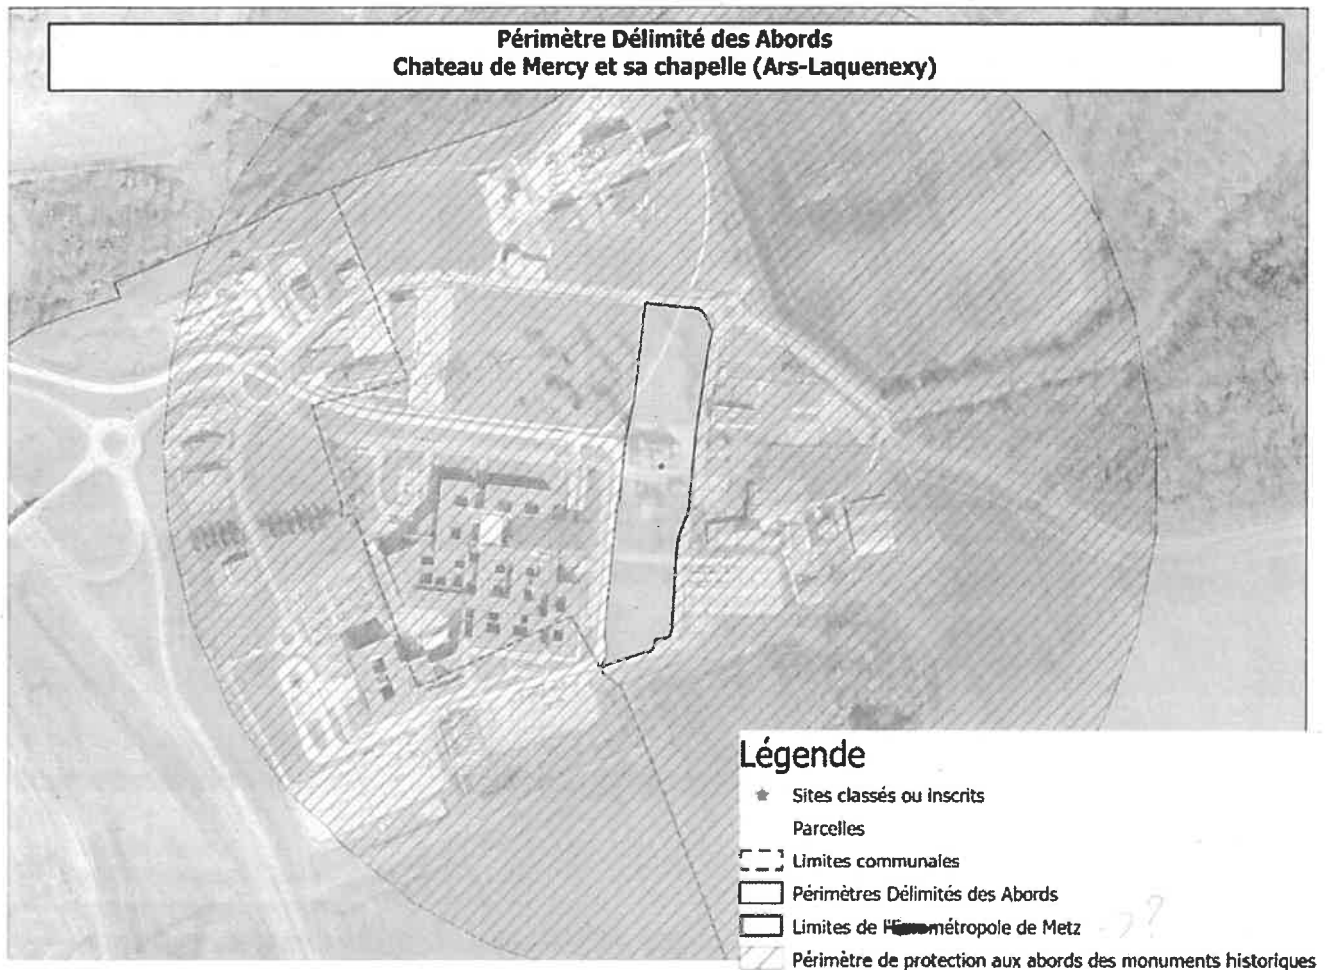 Périmètre Délimité des Abords
Chateau de Mercy et sa chapelle (Ars-Laquenexy)
Légende
Sites classés ou inscrits
Parcelles
Limites communales
Périmètres Délimités des Abords
Limites de métropole de Metz
Périmètre de protection aux abords des monuments historiques